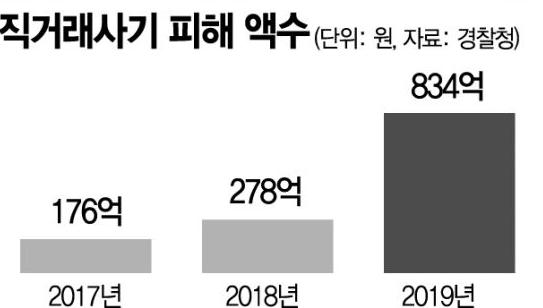 직거래사기 피해 액수 (단위: 원, 자료: 경찰청)
834억
278억
176억
2017년 2018년 2019년